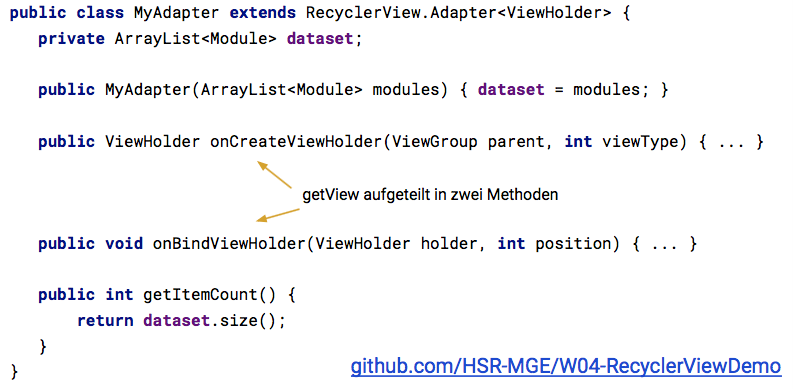 public class MyAdapter extends RecyclerView.Adapter<ViewHolder> {
private ArrayList<Module> dataset;
public MyAdapter(ArrayList<Module> modules) { dataset = modules; }
public ViewHolder onCreateViewHolder(ViewGroup parent, int viewType) { ... }
getView aufgeteilt in zwei Methoden
public void onBindViewHolder(ViewHolder holder, int position) { ... }
public int getItemCount() {
return dataset.size();
}
github.com/HSR-MGE/W04-RecyclerViewDemo
}